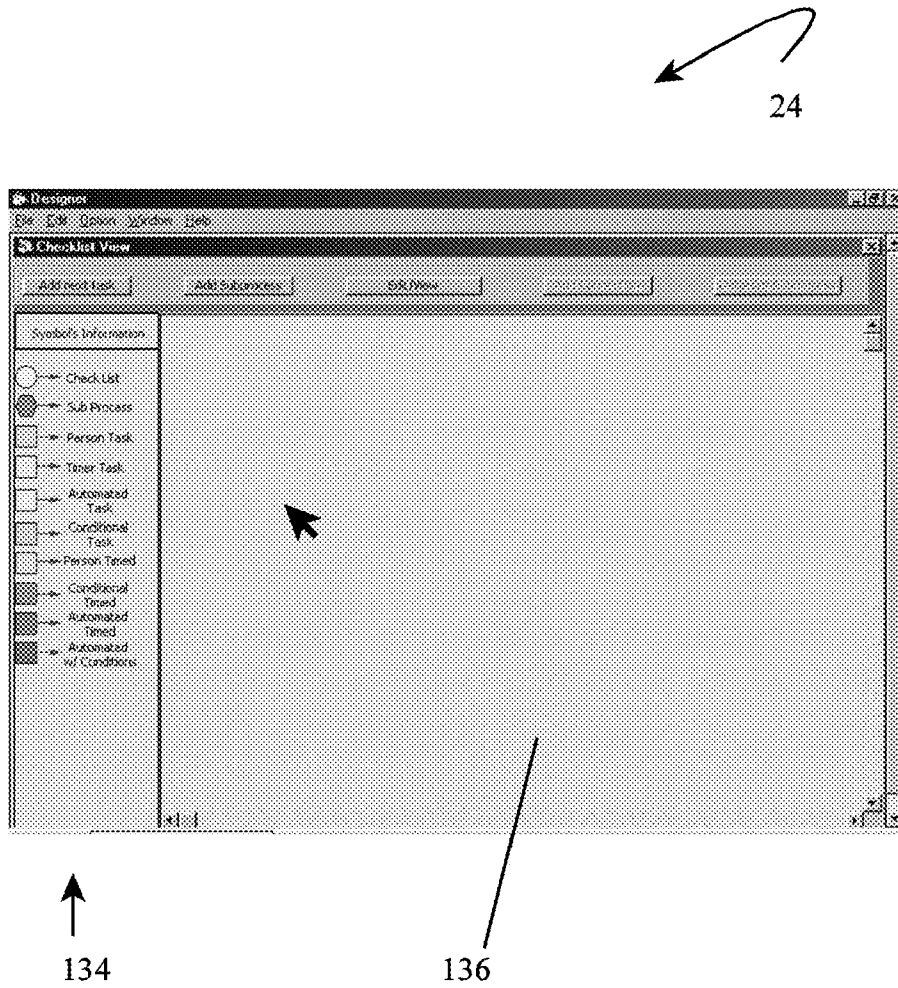 24
Designer
File Edit Option Window Help
Checklist View
Add next task Add Subprocess Edit/View
Symbol's Information
Check List
Sub Process
Person Task
Timer Task
Automated
Task
Conditional
Task
Person Timed
Conditional
Timed
Automated
Timed
Automated
w/ Conditions
134 136